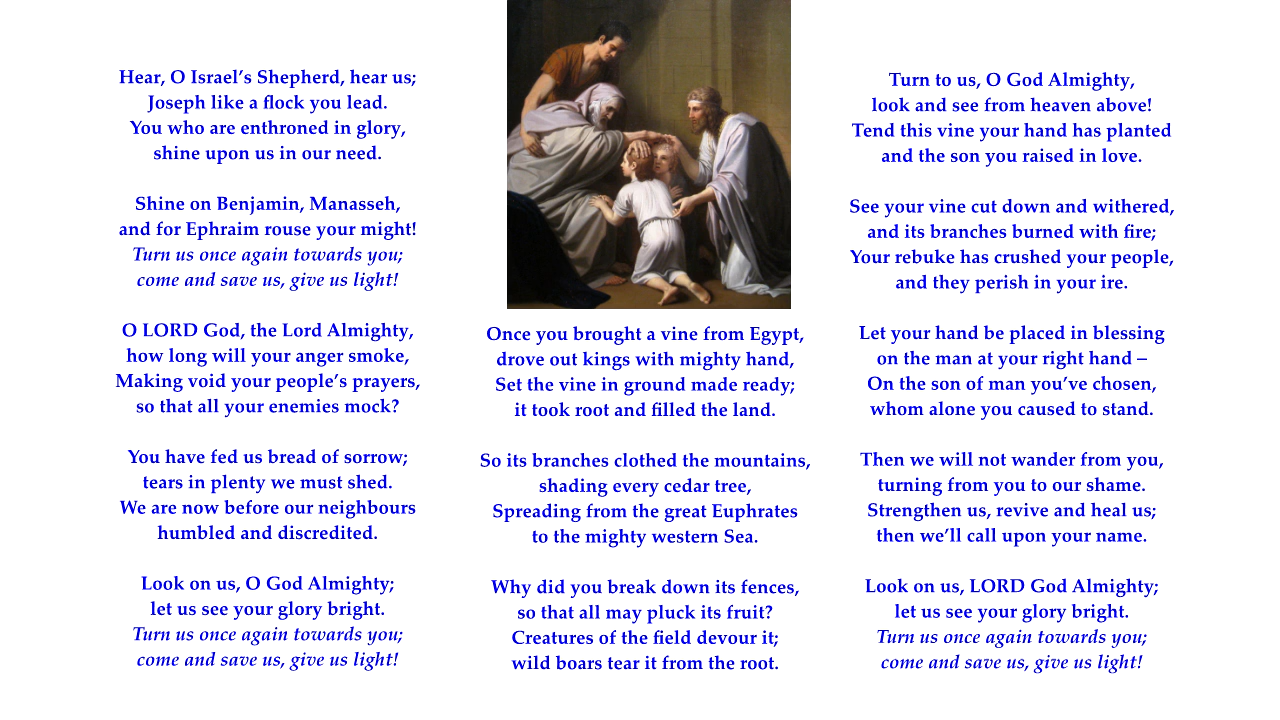 Hear, O Israel’s Shepherd, hear us;
Joseph like a flock you lead.
You who are enthroned in glory,
shine upon us in our need.
Shine on Benjamin, Manasseh,
and for Ephraim rouse your might!
Turn us once again towards you;
come and save us, give us light!
O LORD God, the Lord Almighty,
how long will your anger smoke,
Making void your people’s prayers,
so that all your enemies mock?
You have fed us bread of sorrow;
tears in plenty we must shed.
We are now before our neighbours
humbled and discredited.
Look on us, O God Almighty;
let us see your glory bright.
Turn us once again towards you;
come and save us, give us light!
Once you brought a vine from Egypt,
drove out kings with mighty hand,
Set the vine in ground made ready;
it took root and filled the land.
So its branches clothed the mountains,
shading every cedar tree,
Spreading from the great Euphrates
to the mighty western Sea.
Why did you break down its fences,
so that all may pluck its fruit?
Creatures of the field devour it;
wild boars tear it from the root.
Turn to us, O God Almighty,
look and see from heaven above!
Tend this vine your hand has planted
and the son you raised in love.
See your vine cut down and withered,
and its branches burned with fire;
Your rebuke has crushed your people,
and they perish in your ire.
Let your hand be placed in blessing
on the man at your right hand –
On the son of man you’ve chosen,
whom alone you caused to stand.
Then we will not wander from you,
turning from you to our shame.
Strengthen us, revive and heal us;
then we’ll call upon your name.
Look on us, LORD God Almighty;
let us see your glory bright.
Turn us once again towards you;
come and save us, give us light!